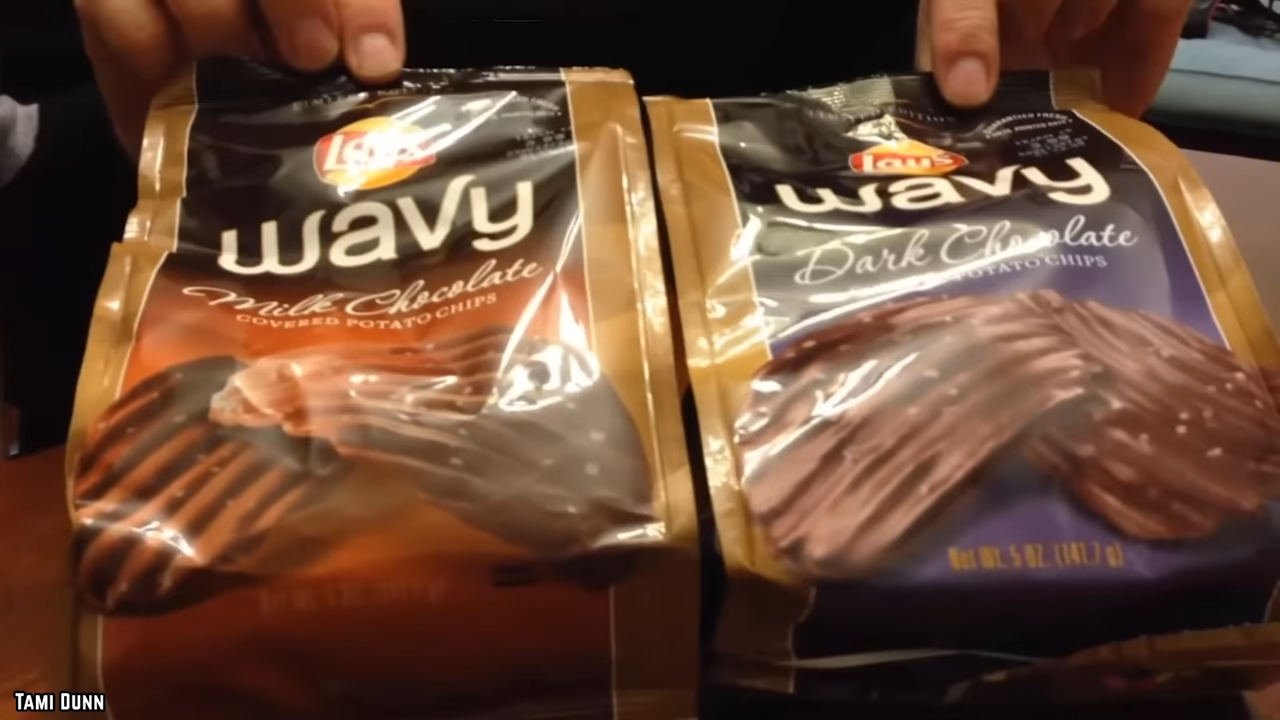 Lay's
wavy
Milk Chocolate
COVERED POTATO CHIPS
Lay's
wavy
Dark Chocolate
POTATO CHIPS
Net Wt. 5 OZ. (141.7 g)
TAMI DUNN